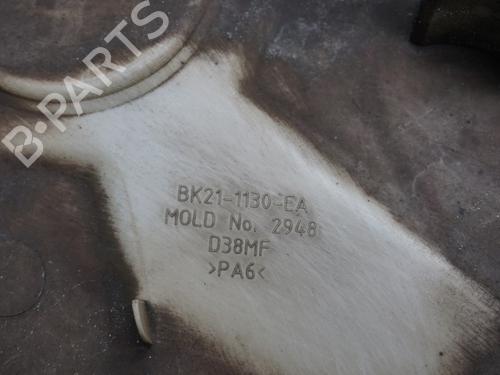 B-PARTS
BK21-1130-EA
MOLD No. 2948
D38MF
>PA6<